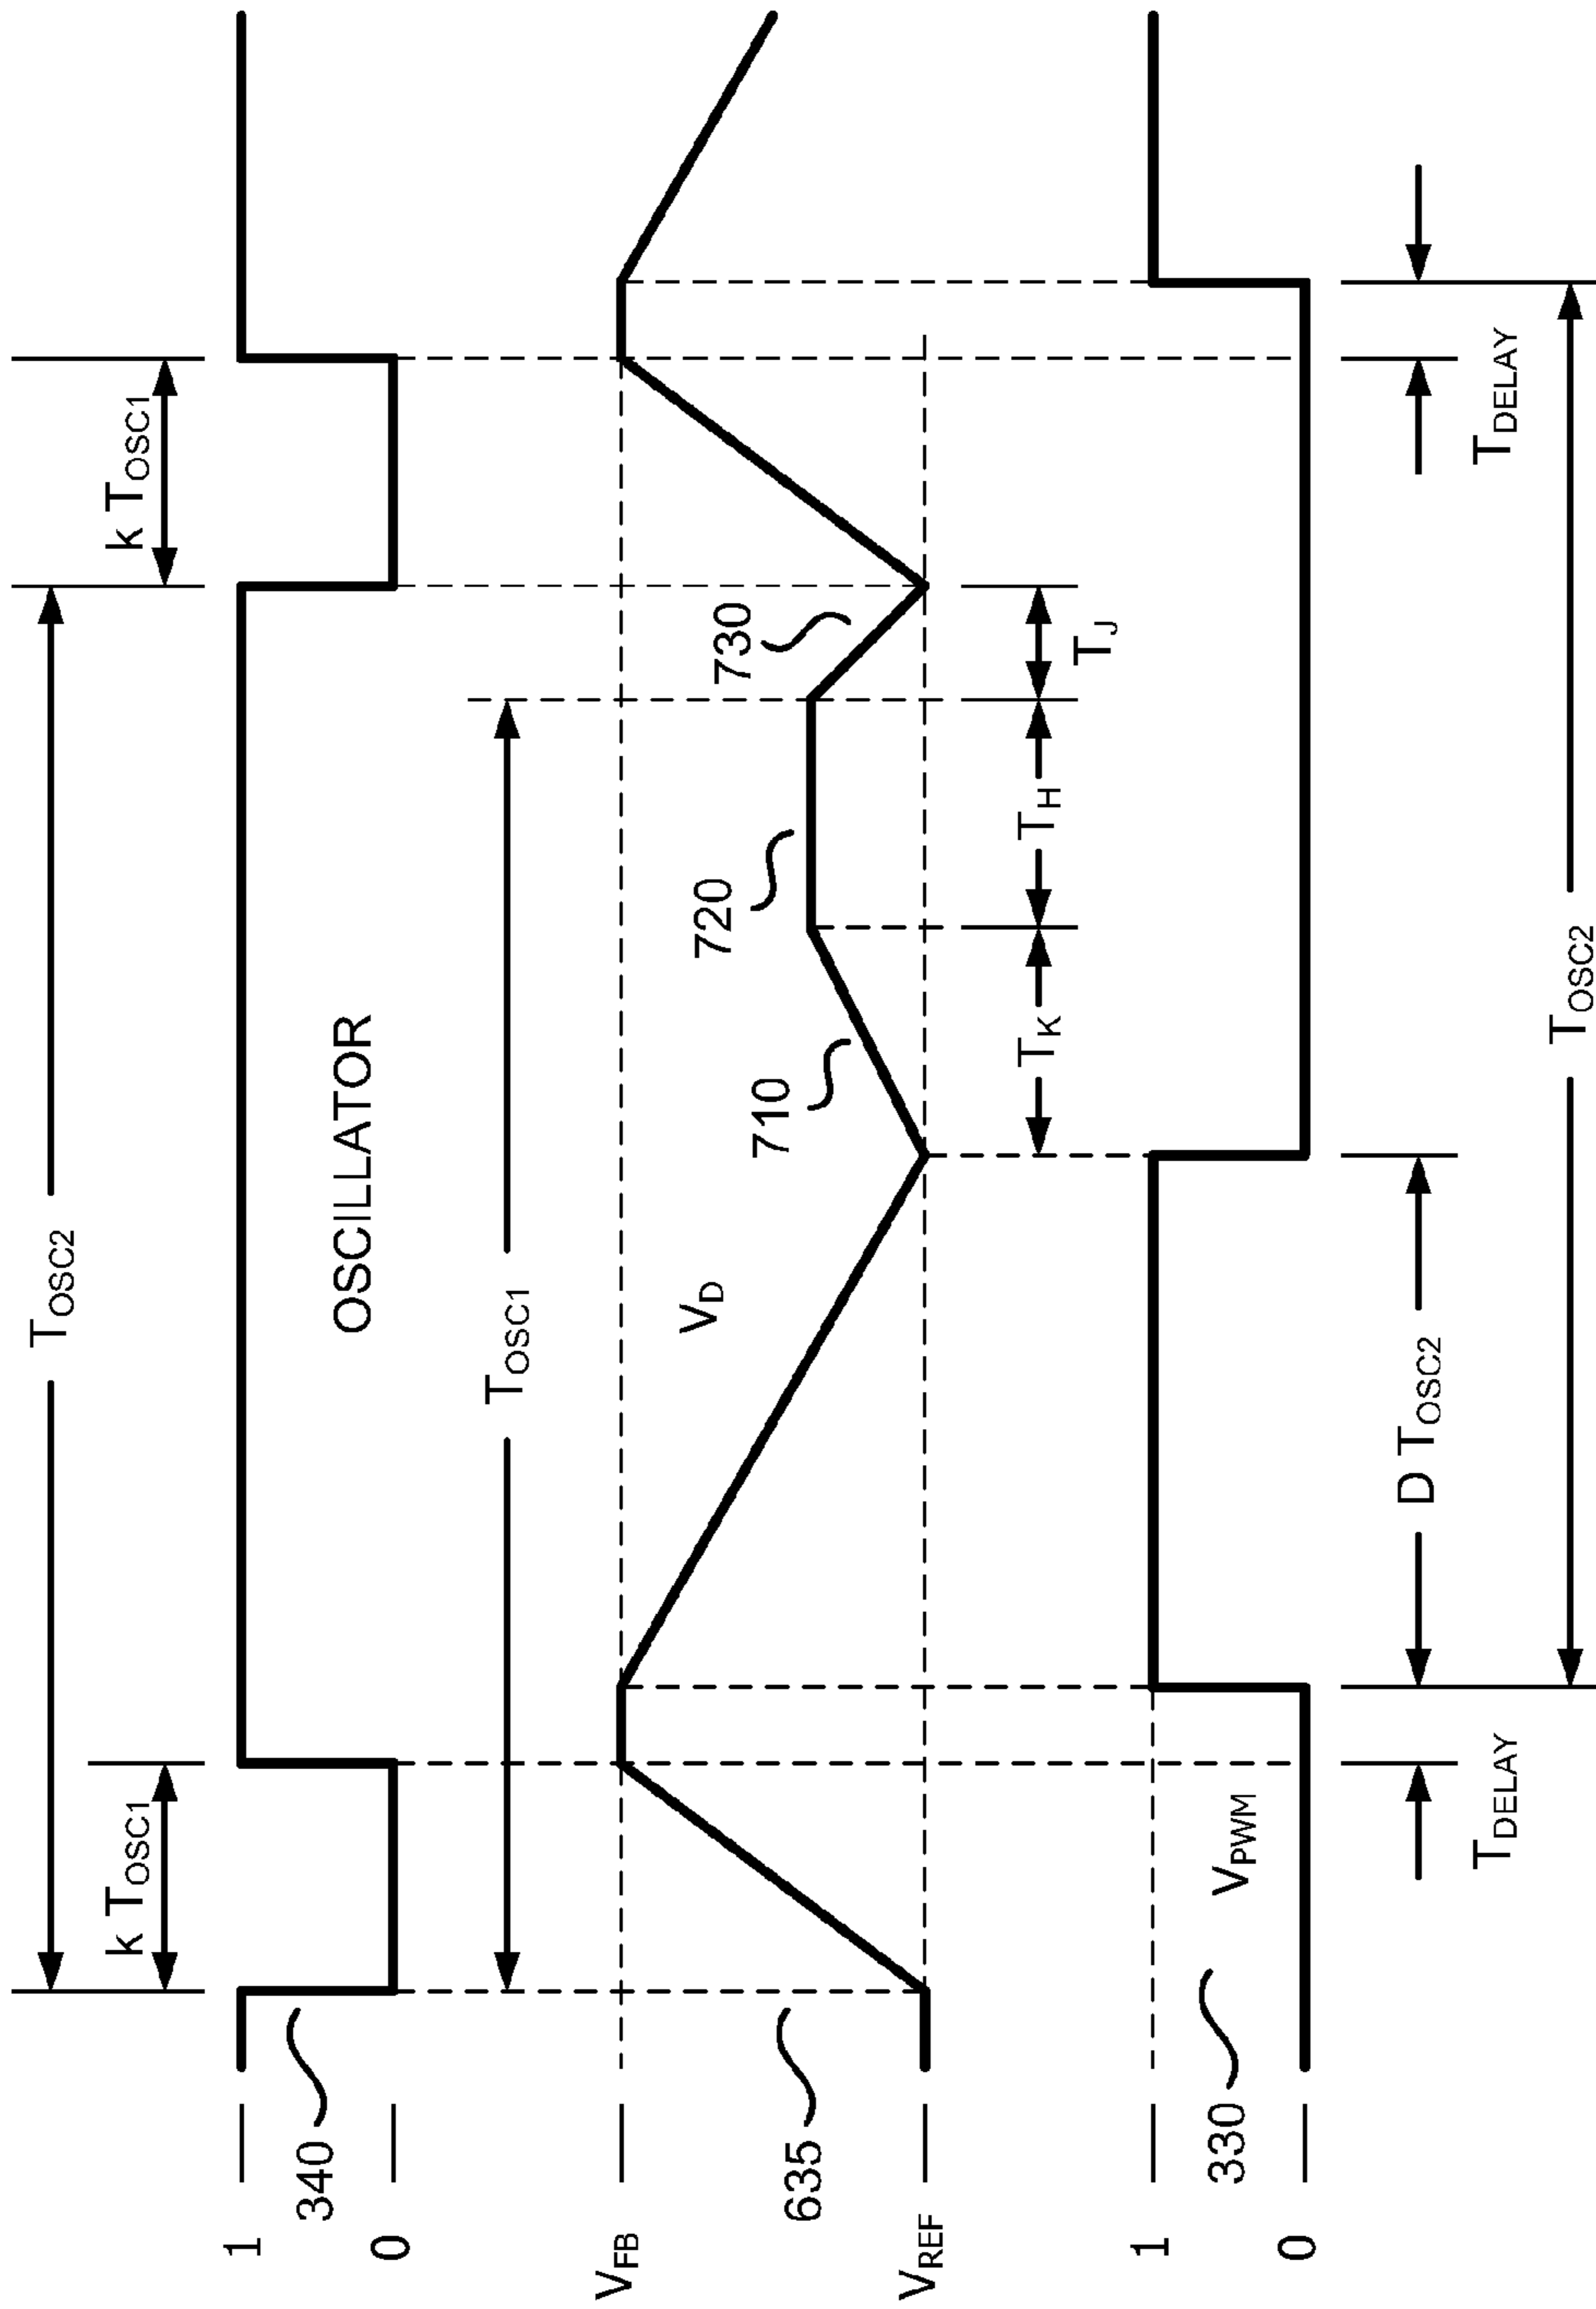 T_OSC2
k T_OSC1
k T_OSC1
1
340
0
OSCILLATOR
T_OSC1
V_FB
V_D
635
710
720
730
V_REF
T_K
T_H
T_J
1
330
V_PWM
0
D T_OSC2
T_DELAY
T_DELAY
T_OSC2